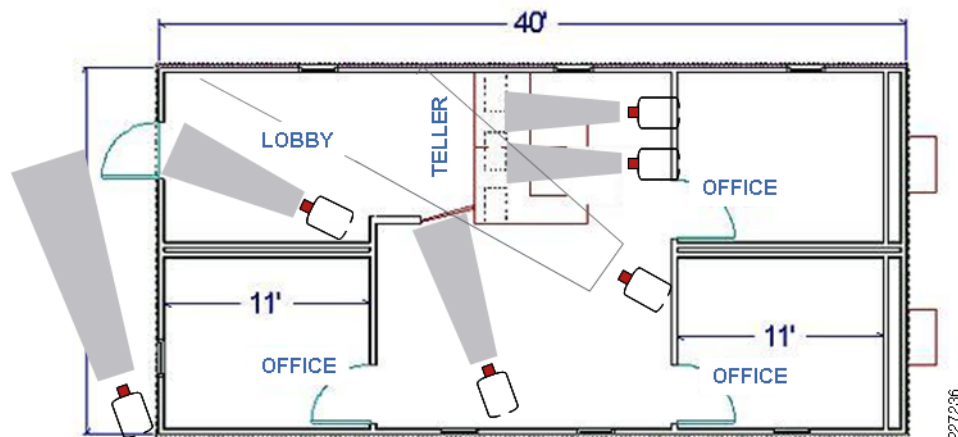 40'
LOBBY
TELLER
OFFICE
11'
OFFICE
11'
OFFICE
227236